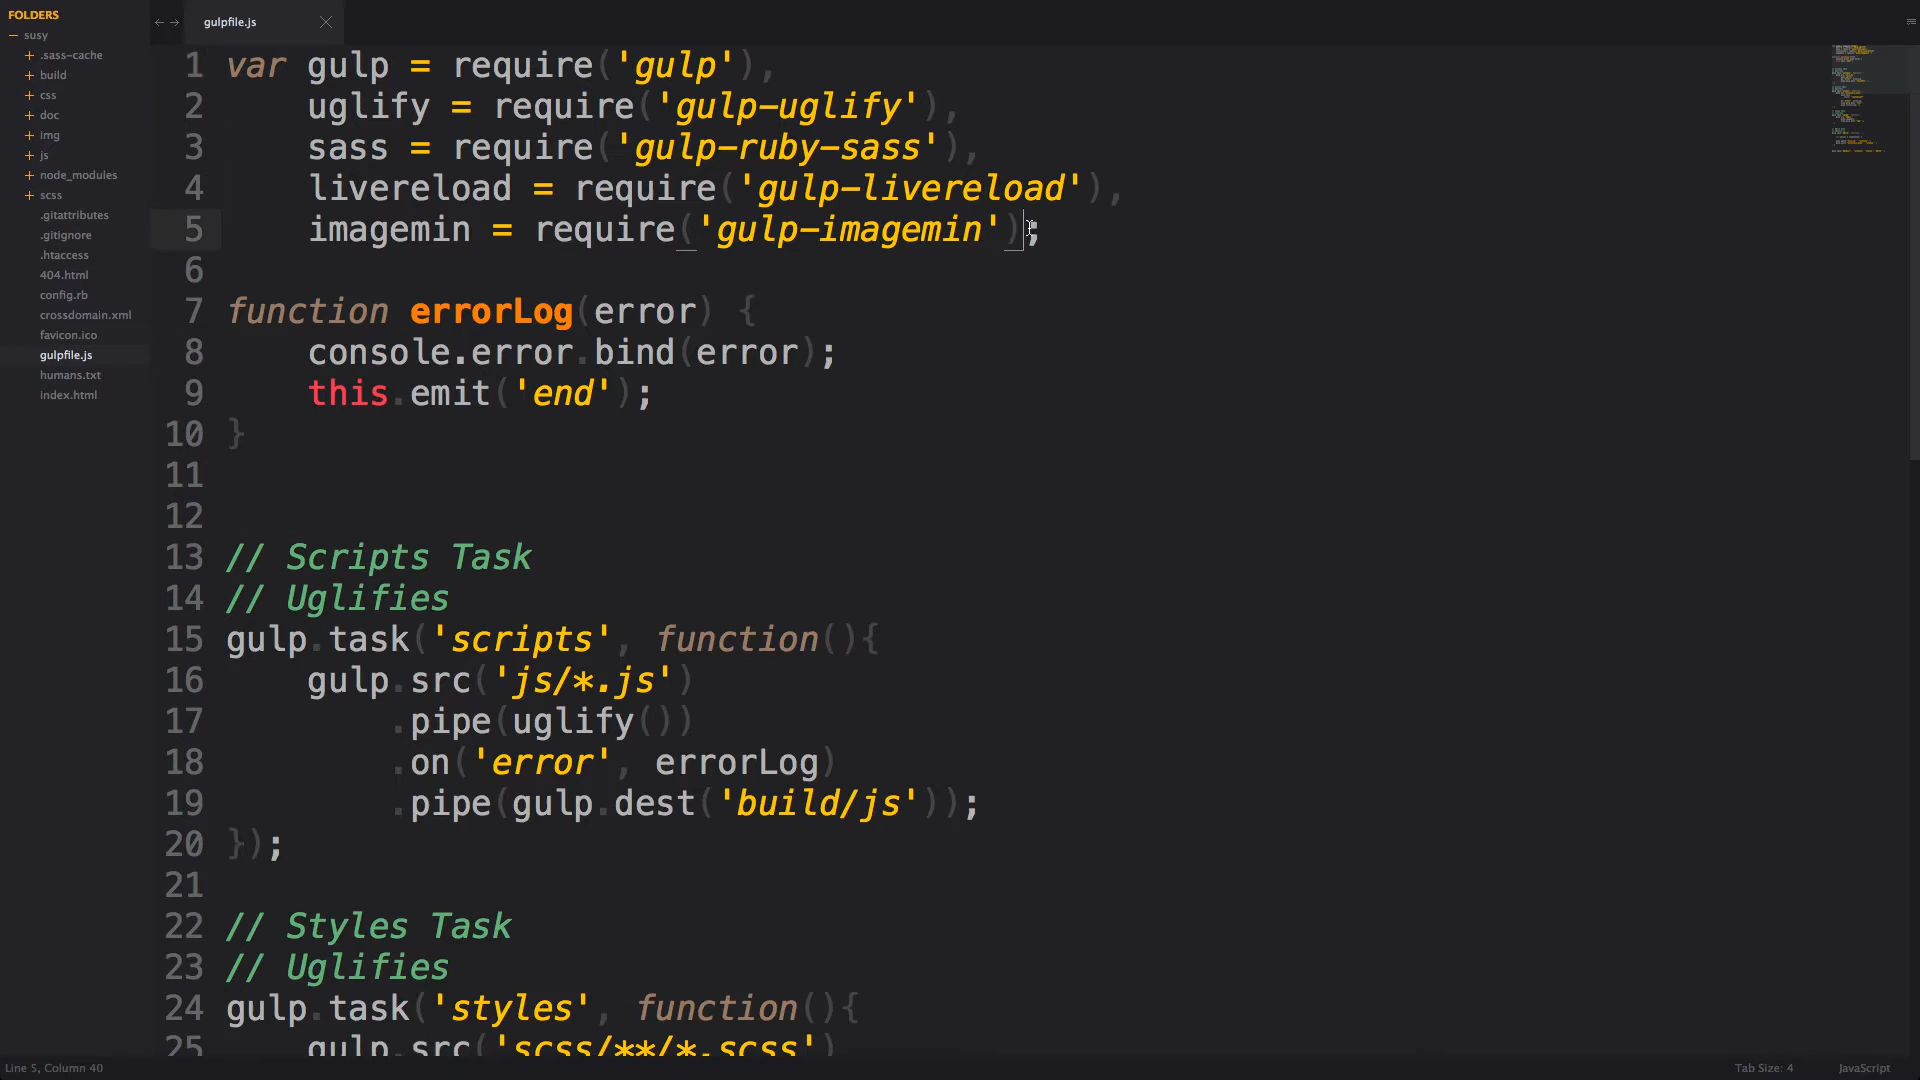 FOLDERS
susy
.sass-cache
build
css
doc
img
js
node_modules
scss
.gitattributes
.gitignore
.htaccess
404.html
config.rb
crossdomain.xml
favicon.ico
gulpfile.js
humans.txt
index.html
gulpfile.js
1 var gulp = require('gulp'),
2     uglify = require('gulp-uglify'),
3     sass = require('gulp-ruby-sass'),
4     livereload = require('gulp-livereload'),
5     imagemin = require('gulp-imagemin');
6
7 function errorLog(error) {
8     console.error.bind(error);
9     this.emit('end');
10 }
11
12
13 // Scripts Task
14 // Uglifies
15 gulp.task('scripts', function(){
16     gulp.src('js/*.js')
17         .pipe(uglify())
18         .on('error', errorLog)
19         .pipe(gulp.dest('build/js'));
20 });
21
22 // Styles Task
23 // Uglifies
24 gulp.task('styles', function(){
25     gulp.src('scss/**/*.scss')
Line 5, Column 40
Tab Size: 4
JavaScript